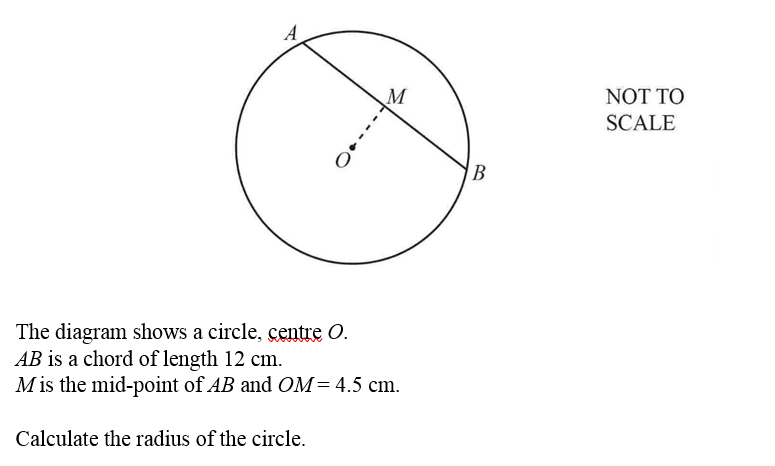 A
M
NOT TO
SCALE
O
B
The diagram shows a circle, centre O.
AB is a chord of length 12 cm.
M is the mid-point of AB and OM = 4.5 cm.
Calculate the radius of the circle.